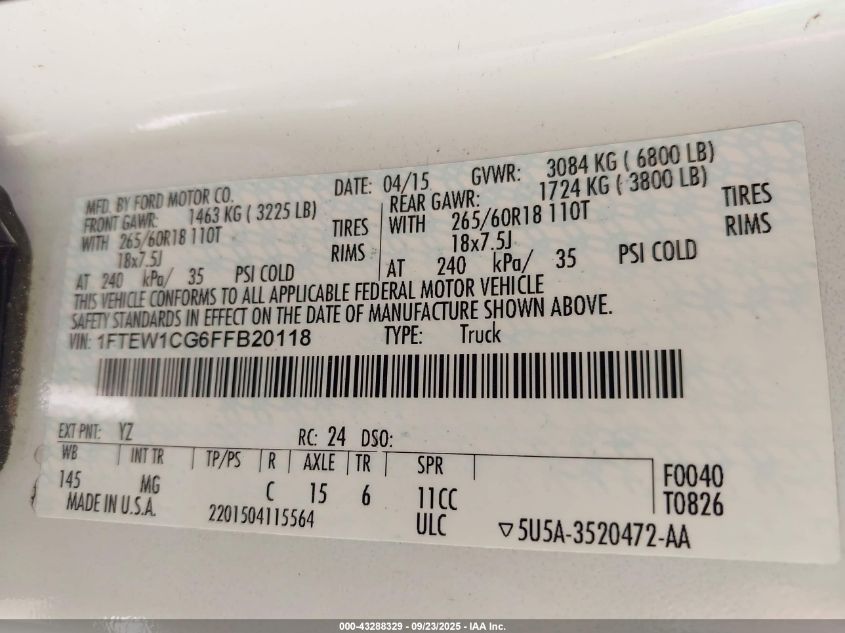 MFD. BY FORD MOTOR CO.
DATE: 04/15 GVWR: 3084 KG ( 6800 LB)
FRONT GAWR: 1463 KG ( 3225 LB)
WITH 265/60R18 110T TIRES
18x7.5J RIMS
AT 240 kPa/ 35 PSI COLD
REAR GAWR: 1724 KG ( 3800 LB)
WITH 265/60R18 110T TIRES
18x7.5J RIMS
AT 240 kPa/ 35 PSI COLD
THIS VEHICLE CONFORMS TO ALL APPLICABLE FEDERAL MOTOR VEHICLE
SAFETY STANDARDS IN EFFECT ON THE DATE OF MANUFACTURE SHOWN ABOVE.
VIN: 1FTEW1CG6FFB20118 TYPE: Truck
EXT PNT: YZ RC: 24 DSO:
WB INT TR TP/PS R AXLE TR SPR
145 MG C 15 6 11CC
F0040
T0826
MADE IN U.S.A. 2201504115564 ULC ▽5U5A-3520472-AA
000-43288329 - 09/23/2025 - IAA Inc.